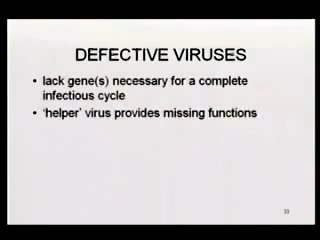 DEFECTIVE VIRUSES
• lack gene(s) necessary for a complete
infectious cycle
• 'helper' virus provides missing functions